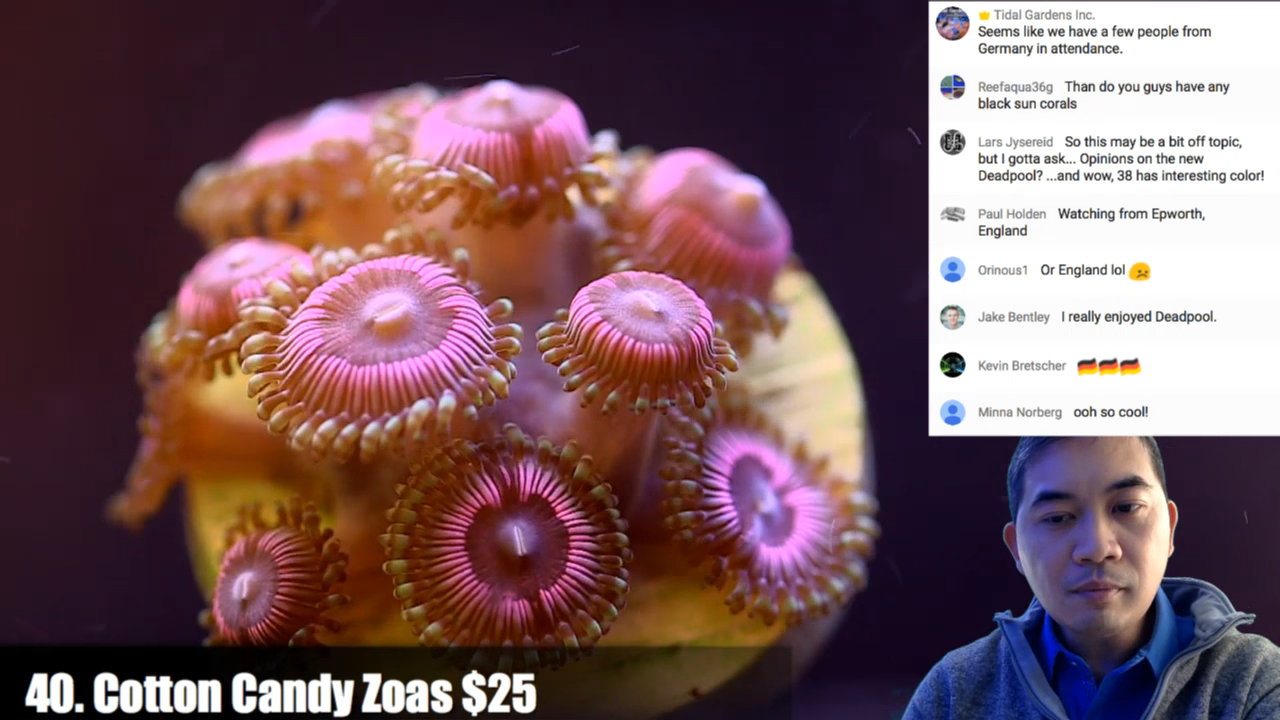 Tidal Gardens Inc.
Seems like we have a few people from
Germany in attendance.
Reefaqua36g Than do you guys have any
black sun corals
Lars Jysereid So this may be a bit off topic,
but I gotta ask... Opinions on the new
Deadpool? ...and wow, 38 has interesting color!
Paul Holden Watching from Epworth,
England
Orinous1 Or England lol
Jake Bentley I really enjoyed Deadpool.
Kevin Bretscher
Minna Norberg ooh so cool!
40. Cotton Candy Zoas $25